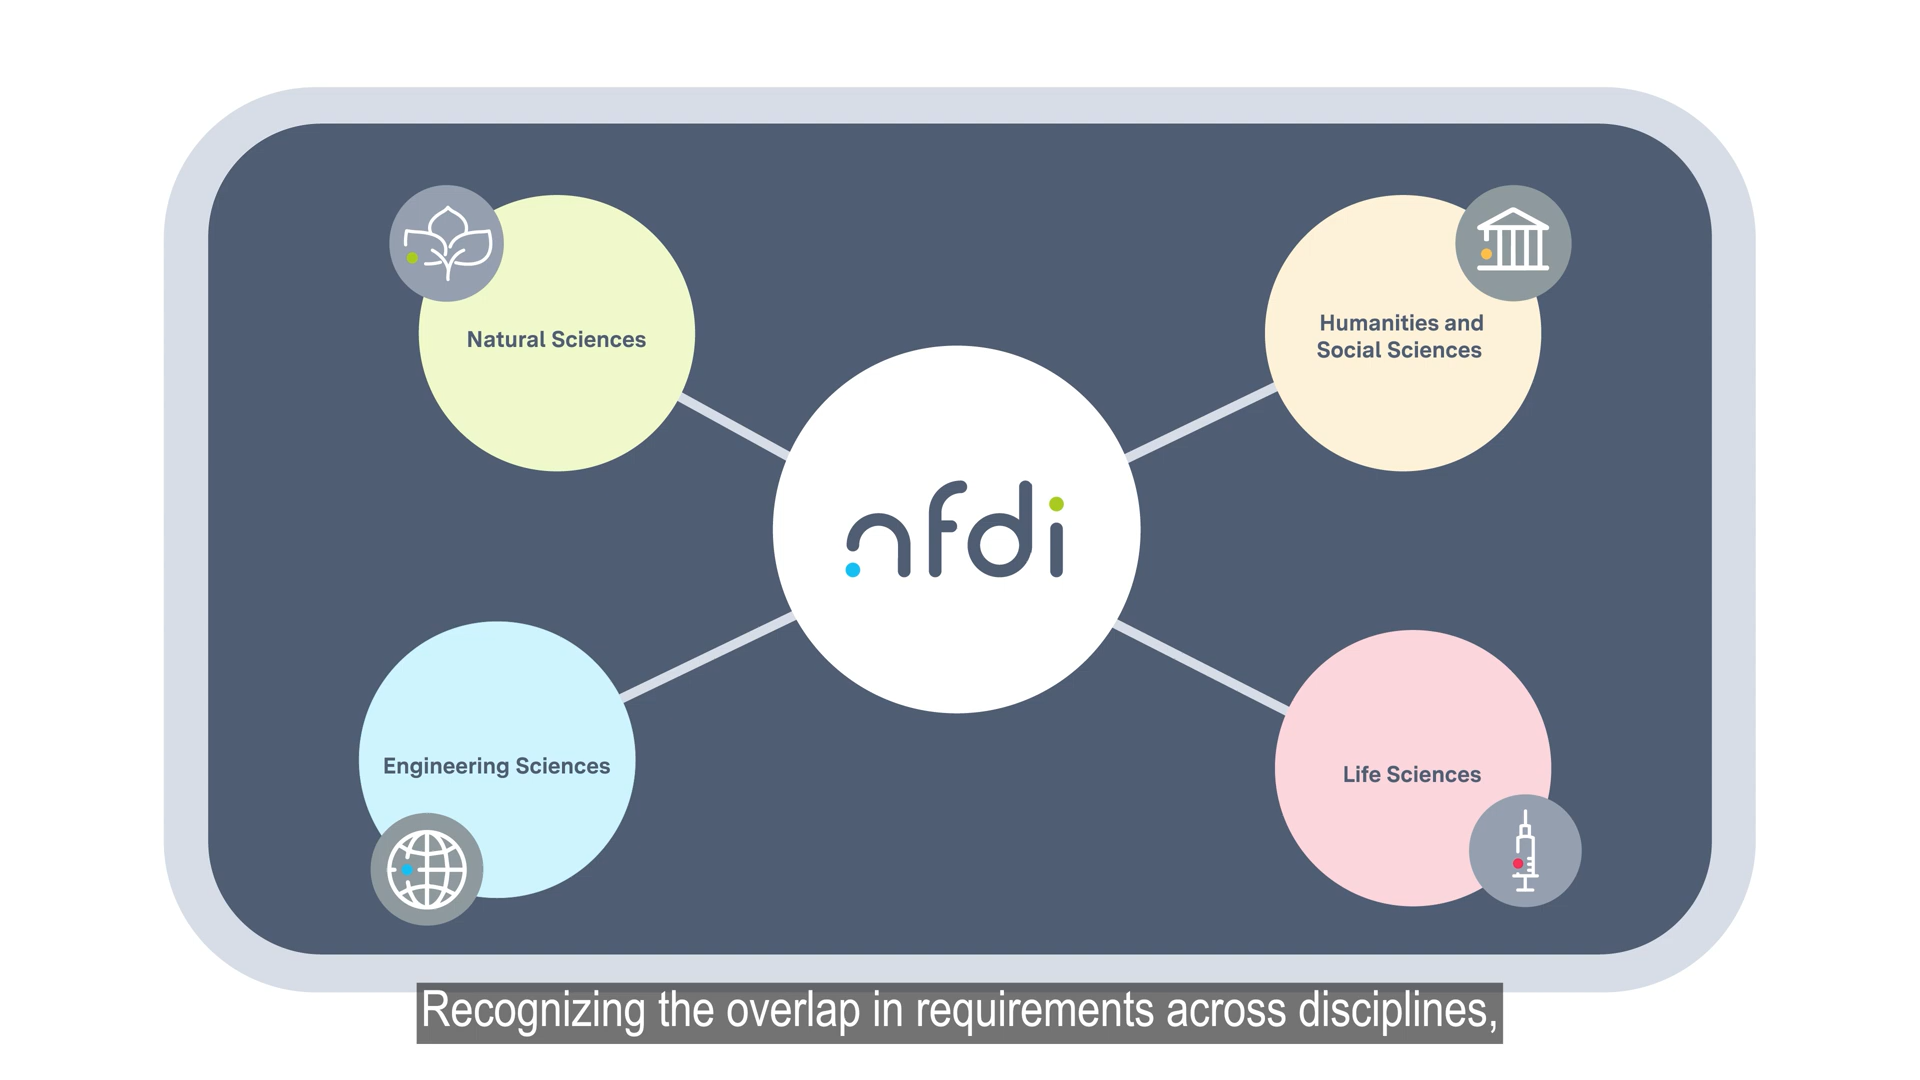 Natural Sciences
Humanities and
Social Sciences
nfdi
Engineering Sciences
Life Sciences
Recognizing the overlap in requirements across disciplines,